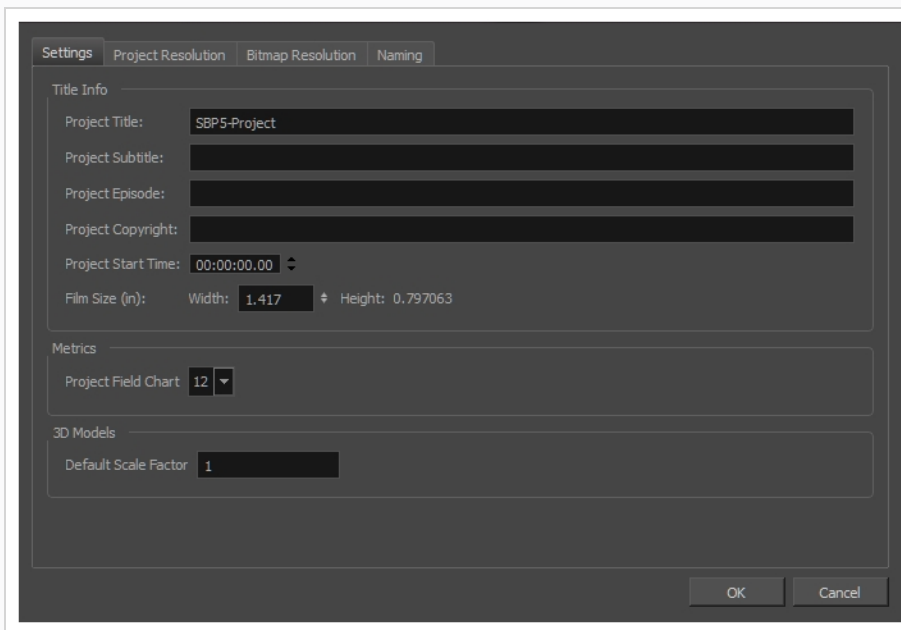 Settings Project Resolution Bitmap Resolution Naming
Title Info
Project Title: SBP5-Project
Project Subtitle:
Project Episode:
Project Copyright:
Project Start Time: 00:00:00.00
Film Size (in): Width: 1.417 Height: 0.797063
Metrics
Project Field Chart 12
3D Models
Default Scale Factor 1
OK Cancel